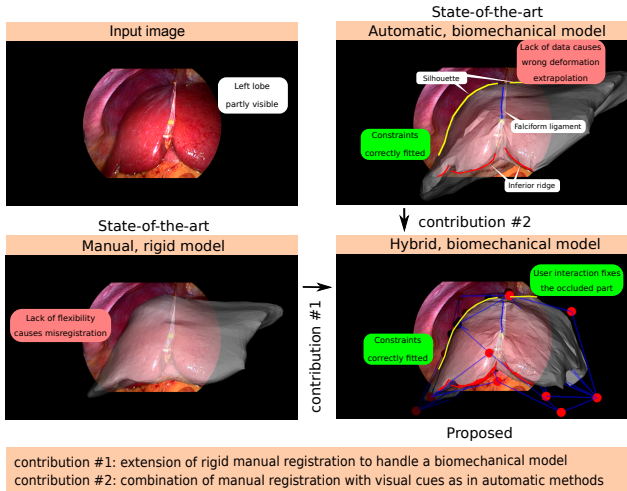 Input image
Left lobe
partly visible
State-of-the-art
Automatic, biomechanical model
Lack of data causes
wrong deformation
extrapolation
Silhouette
Falciform ligament
Constraints
correctly fitted
Inferior ridge
State-of-the-art
Manual, rigid model
Lack of flexibility
causes misregistration
contribution #1
contribution #2
Hybrid, biomechanical model
User interaction fixes
the occluded part
Constraints
correctly fitted
Proposed
contribution #1: extension of rigid manual registration to handle a biomechanical model
contribution #2: combination of manual registration with visual cues as in automatic methods